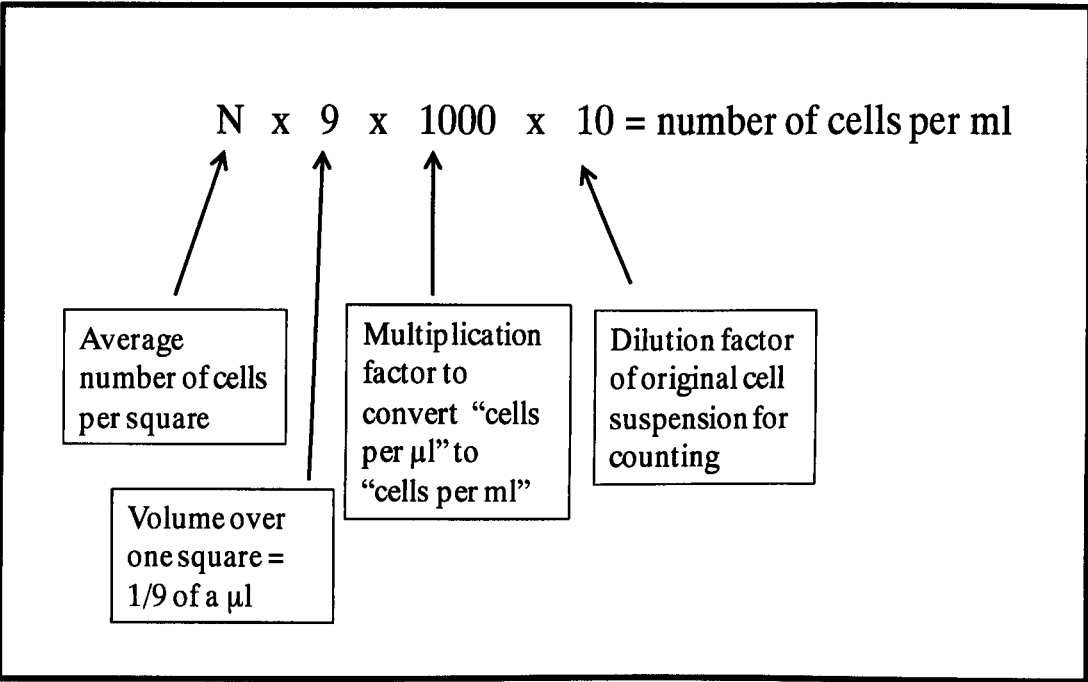 N x 9 x 1000 x 10 = number of cells per ml
Average
number of cells
per square
Volume over
one square =
1/9 of a µl
Multiplication
factor to
convert “cells
per µl” to
“cells per ml”
Dilution factor
of original cell
suspension for
counting